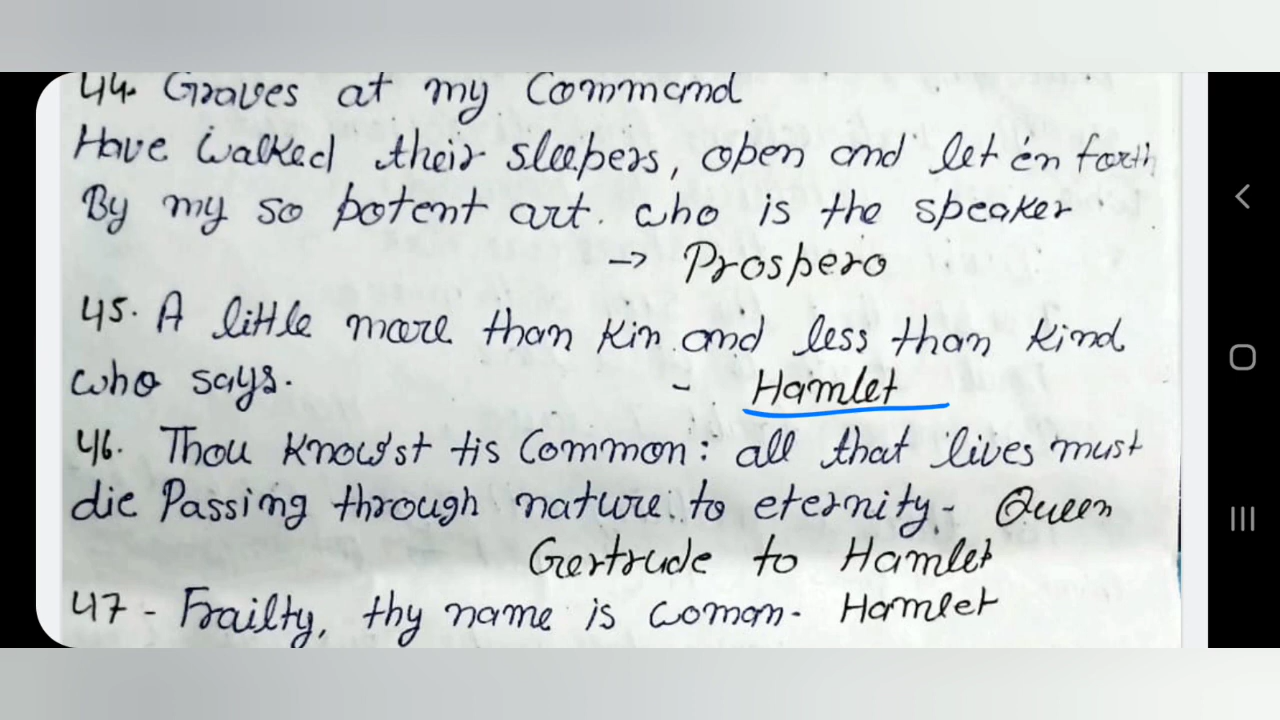 44. Graves at my Command
Have walked their sleepers, open and let én forth
By my so potent art. who is the speaker
→ Prospero
45. A little more than Kin and less than kind
who says. - Hamlet
46. Thou Know'st tis Common: all that lives must
die Passing through nature to eternity - Queen
Gertrude to Hamlet
47 - Frailty, thy name is woman - Hamlet